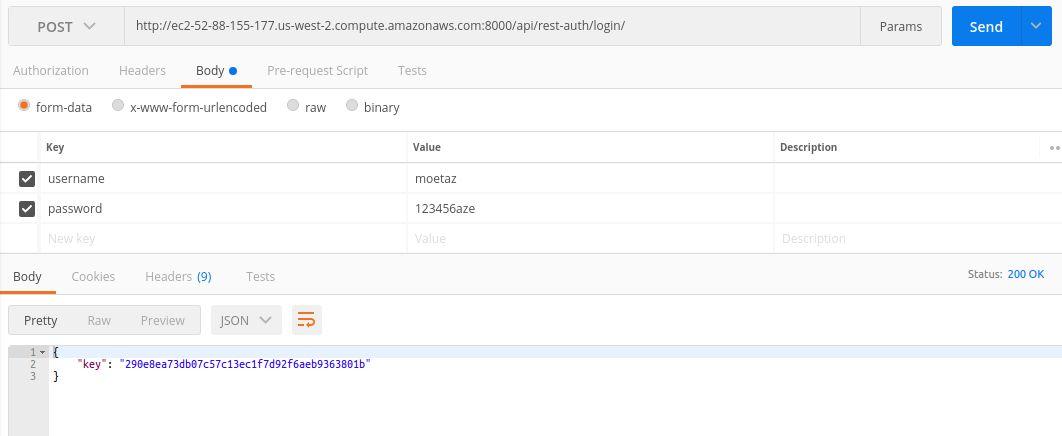 POST http://ec2-52-88-155-177.us-west-2.compute.amazonaws.com:8000/api/rest-auth/login/ Params Send
Authorization Headers Body Pre-request Script Tests
form-data x-www-form-urlencoded raw binary
Key Value Description
username moetaz
password 123456aze
New key Value Description
Body Cookies Headers (9) Tests Status: 200 OK
Pretty Raw Preview JSON
1 {
2 "key": "290e8ea73db07c57c13ec1f7d92f6aeb9363801b"
3 }